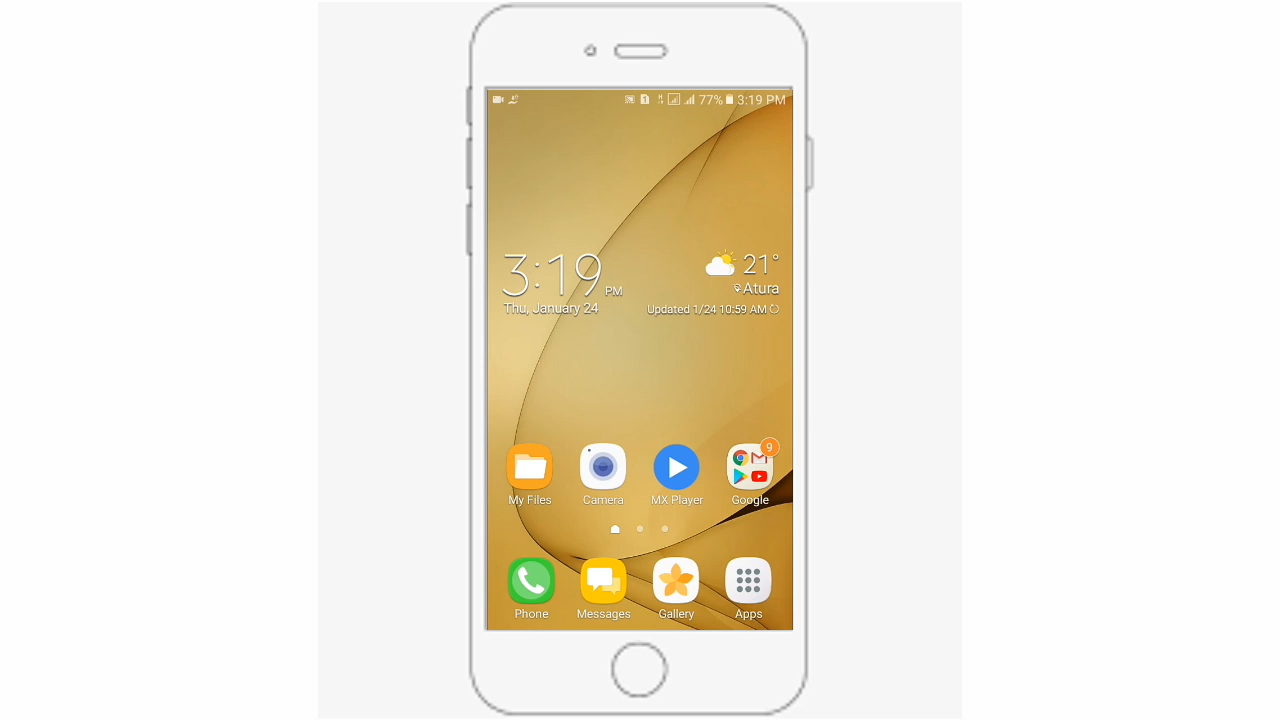 77% 3:19 PM
3:19 PM
21°
Atura
Thu, January 24
Updated 1/24 10:59 AM
9
My Files Camera MX Player Google
Phone Messages Gallery Apps